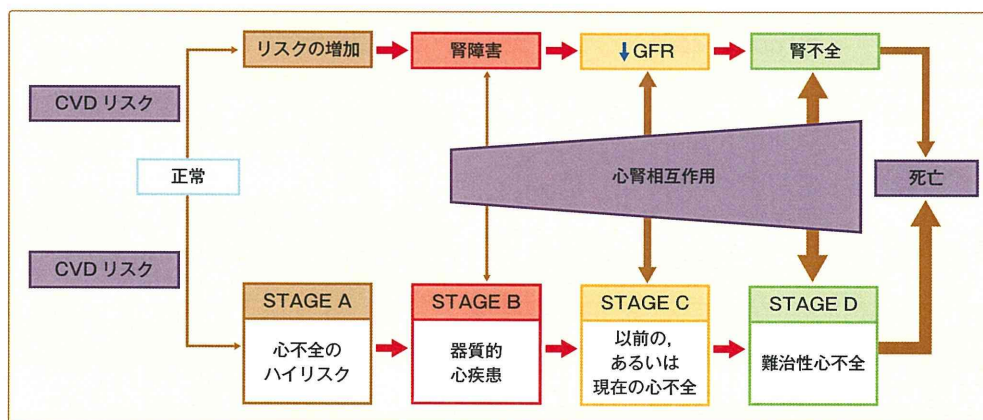 リスクの増加
腎障害
↓GFR
腎不全
CVD リスク
正常
心腎相互作用
死亡
CVD リスク
STAGE A
心不全の
ハイリスク
STAGE B
器質的
心疾患
STAGE C
以前の，
あるいは
現在の心不全
STAGE D
難治性心不全